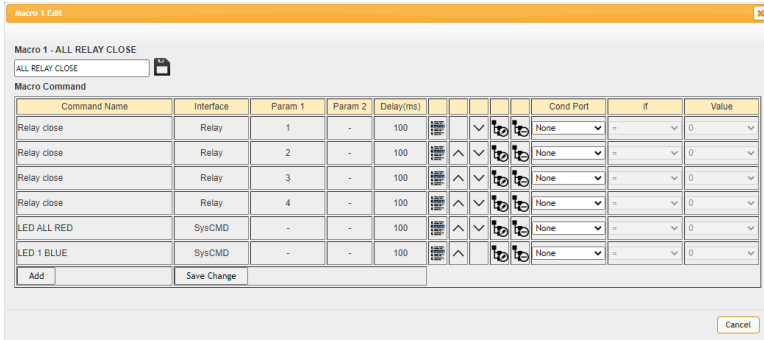 Macro 1 Edit
Macro 1 - ALL RELAY CLOSE
ALL RELAY CLOSE
Macro Command
Command Name Interface Param 1 Param 2 Delay(ms) Cond Port if Value
Relay close Relay 1 - 100 None = 0
Relay close Relay 2 - 100 None = 0
Relay close Relay 3 - 100 None = 0
Relay close Relay 4 - 100 None = 0
LED ALL RED SysCMD - - 100 None = 0
LED 1 BLUE SysCMD - - 100 None = 0
Add Save Change
Cancel